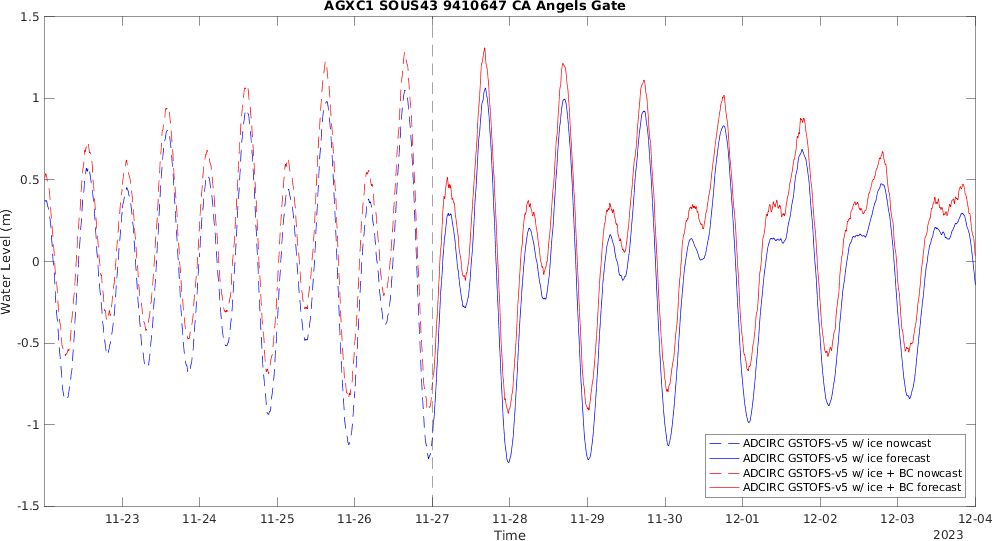 AGXC1 SOUS43 9410647 CA Angels Gate
1.5
1
0.5
0
-0.5
-1
-1.5
Water Level (m)
11-23 11-24 11-25 11-26 11-27 11-28 11-29 11-30 12-01 12-02 12-03 12-04
Time
2023
ADCIRC GSTOFS-v5 w/ ice nowcast
ADCIRC GSTOFS-v5 w/ ice forecast
ADCIRC GSTOFS-v5 w/ ice + BC nowcast
ADCIRC GSTOFS-v5 w/ ice + BC forecast